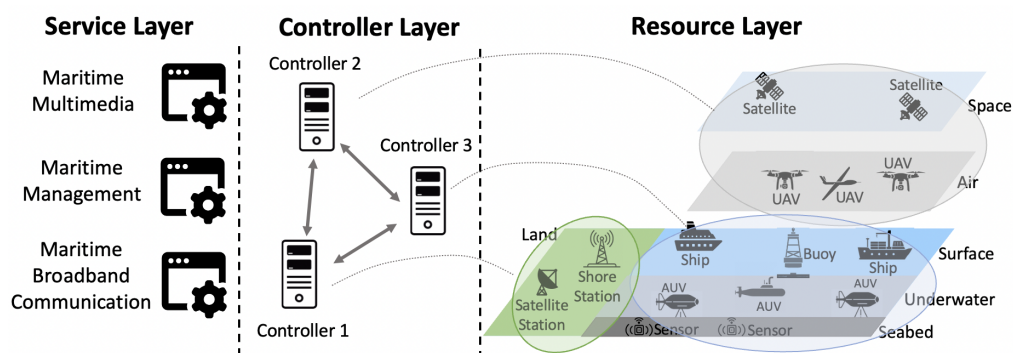 Service Layer
Controller Layer
Resource Layer
Maritime
Multimedia
Maritime
Management
Maritime
Broadband
Communication
Controller 2
Controller 3
Controller 1
Satellite
Satellite
Space
UAV
UAV
UAV
Air
Land
Shore
Station
Satellite
Station
Ship
Buoy
Ship
Surface
AUV
AUV
AUV
Underwater
Sensor
Sensor
Seabed